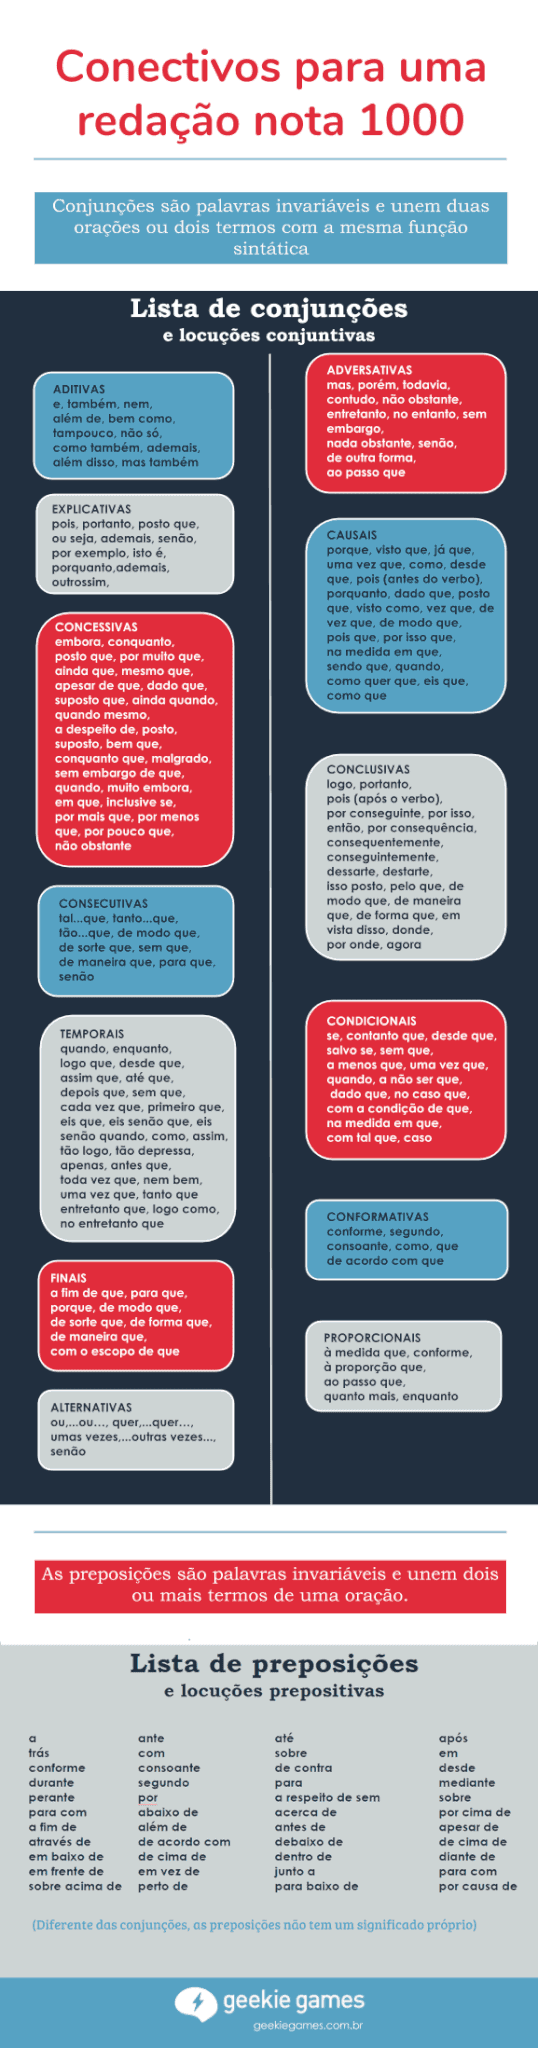 Conectivos para uma
redação nota 1000
Conjunções são palavras invariáveis e unem duas
orações ou dois termos com a mesma função
sintática
Lista de conjunções
e locuções conjuntivas
ADITIVAS
e, também, nem,
além de, bem como,
tampouco, não só,
como também, ademais,
além disso, mas também
EXPLICATIVAS
pois, portanto, posto que,
ou seja, ademais, senão,
por exemplo, isto é,
porquanto,ademais,
outrossim,
CONCESSIVAS
embora, conquanto,
posto que, por muito que,
ainda que, mesmo que,
apesar de que, dado que,
suposto que, ainda quando,
quando mesmo,
a despeito de, posto,
suposto, bem que,
conquanto que, malgrado,
sem embargo de que,
quando, muito embora,
em que, inclusive se,
por mais que, por menos
que, por pouco que,
não obstante
CONSECUTIVAS
tal...que, tanto...que,
tão...que, de modo que,
de sorte que, sem que,
de maneira que, para que,
senão
TEMPORAIS
quando, enquanto,
logo que, desde que,
assim que, até que,
depois que, sem que,
cada vez que, primeiro que,
eis que, eis senão que, eis
senão quando, como, assim,
tão logo, tão depressa,
apenas, antes que,
toda vez que, nem bem,
uma vez que, tanto que
entretanto que, logo como,
no entretanto que
FINAIS
a fim de que, para que,
porque, de modo que,
de sorte que, de forma que,
de maneira que,
com o escopo de que
ALTERNATIVAS
ou,...ou..., quer,...quer...,
umas vezes,...outras vezes...,
senão
ADVERSATIVAS
mas, porém, todavia,
contudo, não obstante,
entretanto, no entanto, sem
embargo,
nada obstante, senão,
de outra forma,
ao passo que
CAUSAIS
porque, visto que, já que,
uma vez que, como, desde
que, pois (antes do verbo),
porquanto, dado que, posto
que, visto como, vez que, de
vez que, de modo que,
pois que, por isso que,
na medida em que,
sendo que, quando,
como quer que, eis que,
como que
CONCLUSIVAS
logo, portanto,
pois (após o verbo),
por conseguinte, por isso,
então, por consequência,
consequentemente,
conseguintemente,
dessarte, destarte,
isso posto, pelo que, de
modo que, de maneira
que, de forma que, em
vista disso, donde,
por onde, agora
CONDICIONAIS
se, contanto que, desde que,
salvo se, sem que,
a menos que, uma vez que,
quando, a não ser que,
dado que, no caso que,
com a condição de que,
na medida em que,
com tal que, caso
CONFORMATIVAS
conforme, segundo,
consoante, como, que
de acordo com que
PROPORCIONAIS
à medida que, conforme,
à proporção que,
ao passo que,
quanto mais, enquanto
As preposições são palavras invariáveis e unem dois
ou mais termos de uma oração.
Lista de preposições
e locuções prepositivas
a
trás
conforme
durante
perante
para com
a fim de
através de
em baixo de
em frente de
sobre acima de
ante
com
consoante
segundo
por
abaixo de
além de
de acordo com
de cima de
em vez de
perto de
até
sobre
de contra
para
a respeito de sem
acerca de
antes de
debaixo de
dentro de
junto a
para baixo de
após
em
desde
mediante
sobre
por cima de
apesar de
de cima de
diante de
para com
por causa de
(Diferente das conjunções, as preposições não tem um significado próprio)
geekie games
geekiegames.com.br